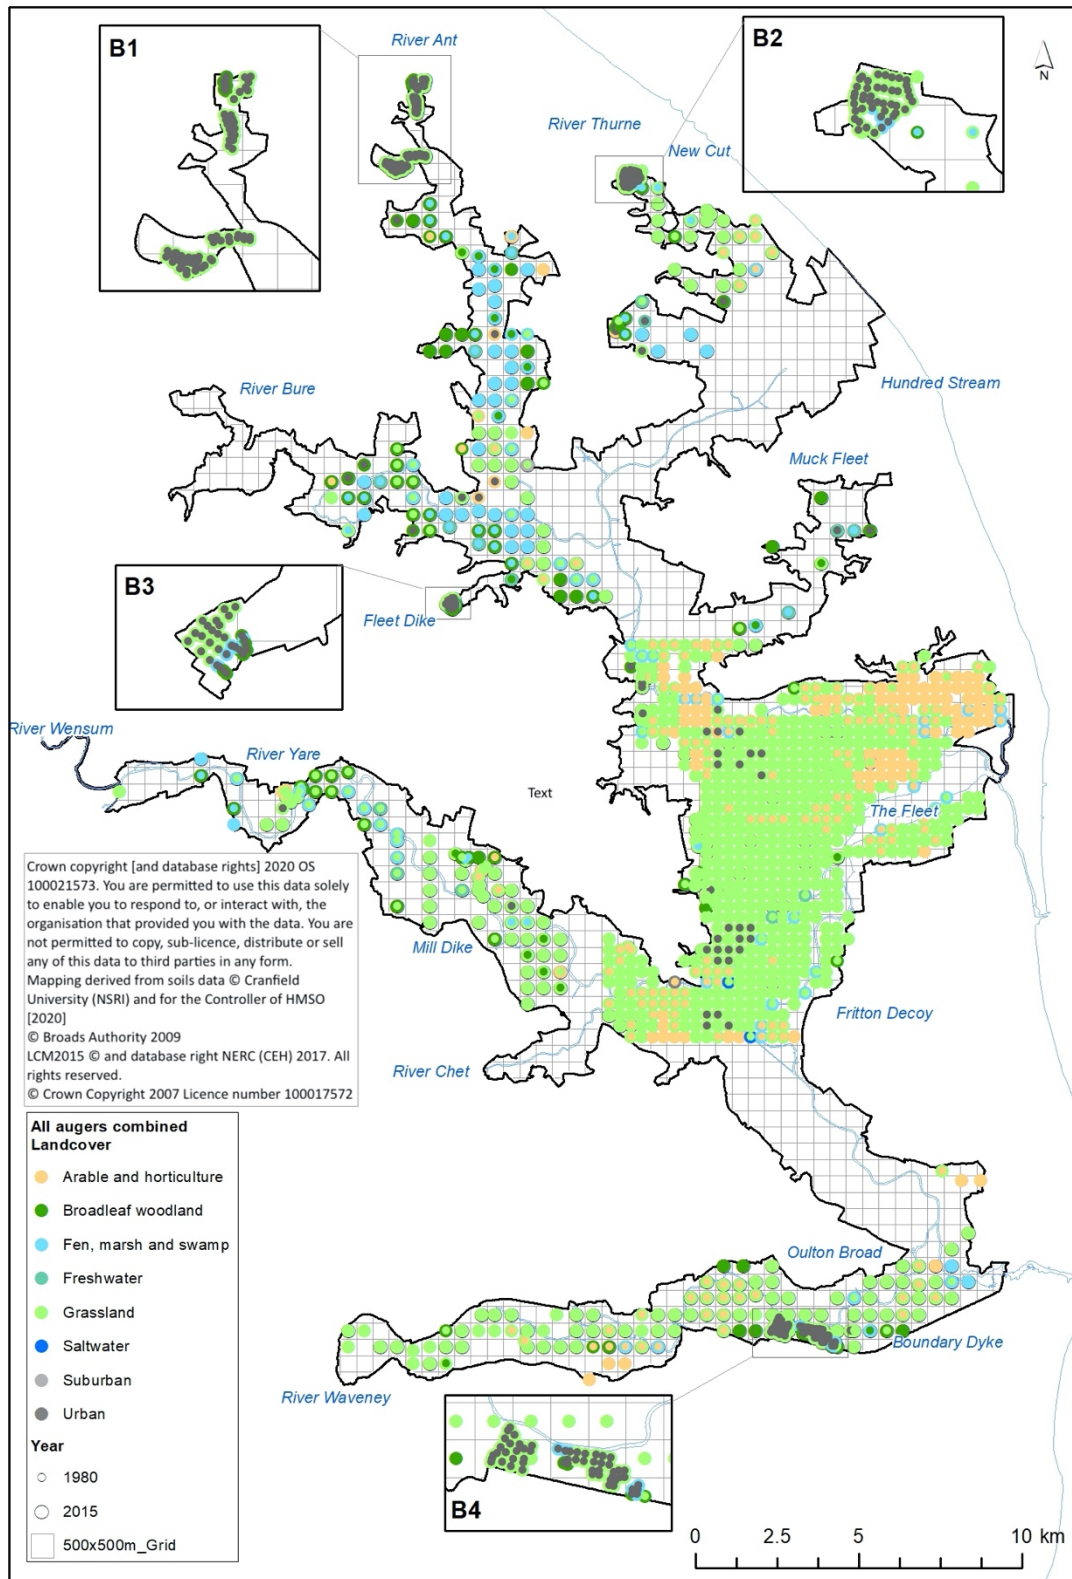 B1
River Ant
B2
N
River Thurne
New Cut
River Bure
Hundred Stream
Muck Fleet
B3
Fleet Dike
River Wensum
River Yare
Text
The Fleet
Crown copyright [and database rights] 2020 OS
100021573. You are permitted to use this data solely
to enable you to respond to, or interact with, the
organisation that provided you with the data. You are
not permitted to copy, sub-licence, distribute or sell
any of this data to third parties in any form.
Mapping derived from soils data © Cranfield
University (NSRI) and for the Controller of HMSO
[2020]
© Broads Authority 2009
LCM2015 © and database right NERC (CEH) 2017. All
rights reserved.
© Crown Copyright 2007 Licence number 100017572
Mill Dike
Fritton Decoy
River Chet
All augers combined
Landcover
Arable and horticulture
Broadleaf woodland
Fen, marsh and swamp
Freshwater
Grassland
Saltwater
Suburban
Urban
Year
1980
2015
500x500m_Grid
Oulton Broad
Boundary Dyke
River Waveney
B4
0 2.5 5 10 km